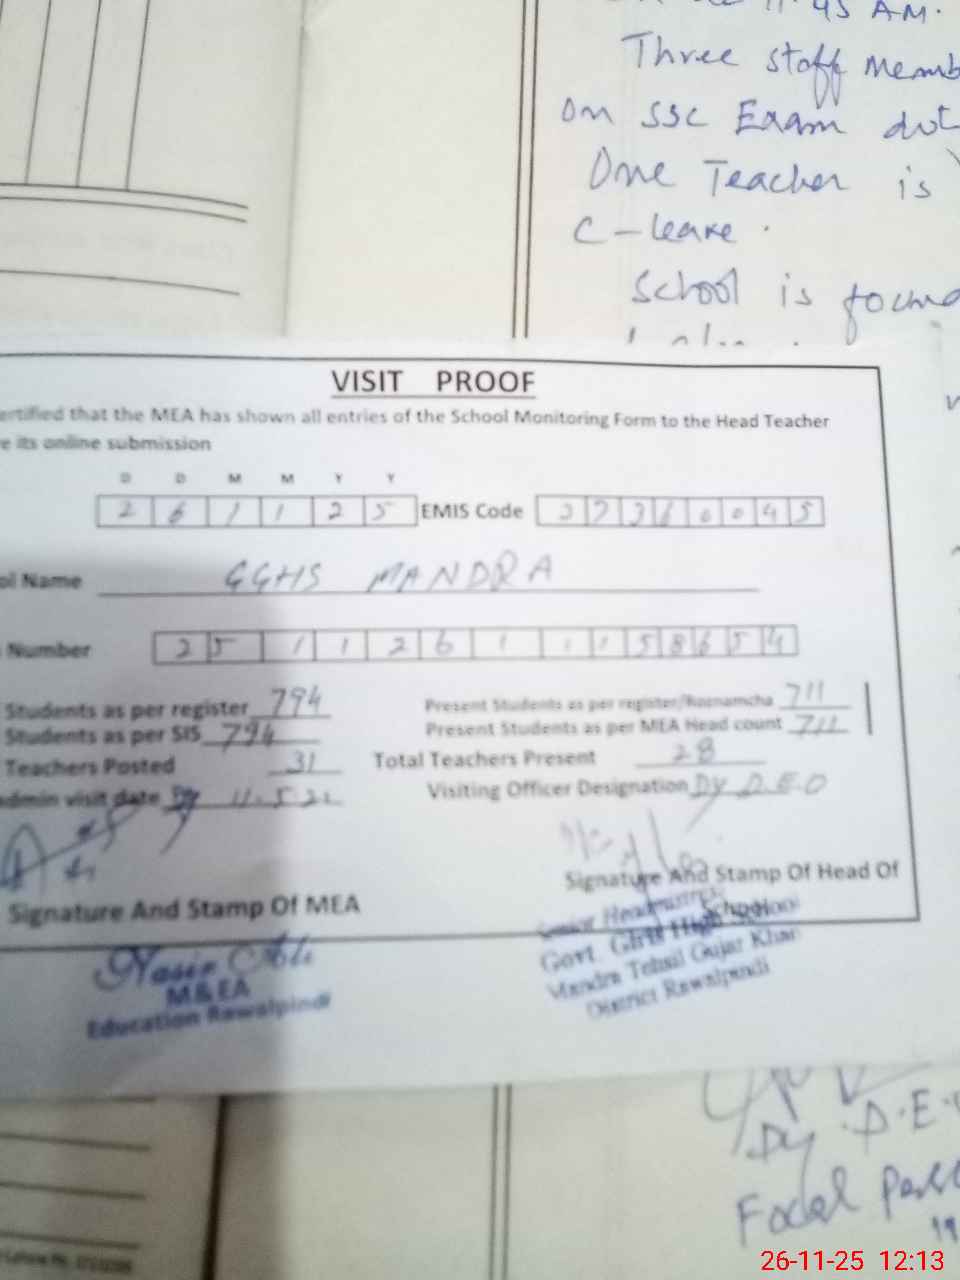 11:45 AM.
Three staff memb
on SSC Exam dut
One Teacher is
C-leave.
School is found
VISIT PROOF
ertified that the MEA has shown all entries of the School Monitoring Form to the Head Teacher
e its online submission
D D M M Y Y
2 6 1 1 2 5 EMIS Code 3 7 3 6 0 0 4 5
ol Name GGHS MANDRA
Number 2 5 1 1 2 6 1 1 1 5 8 6 5 4
Students as per register 794 Present Students as per register/Roznamcha 711
Students as per SIS 794 Present Students as per MEA Head count 711
Teachers Posted 31 Total Teachers Present 28
admin visit date Visiting Officer Designation Dy D.E.O
Signature And Stamp Of MEA
Signature And Stamp Of Head Of
School
Nasir Ali
M&EA
Education Rawalpindi
Senior Headmistress
Govt. Girls High School
Mandra Tehsil Gujar Khan
District Rawalpindi
Dy. D.E.
Focal Pers
19
26-11-25 12:13